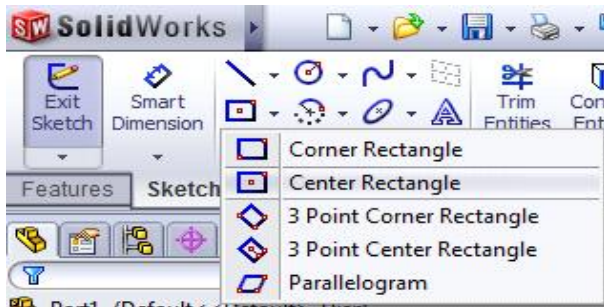 SW SolidWorks
Exit Sketch
Smart Dimension
Trim Entities
Corner Rectangle
Center Rectangle
3 Point Corner Rectangle
3 Point Center Rectangle
Parallelogram
Features Sketch